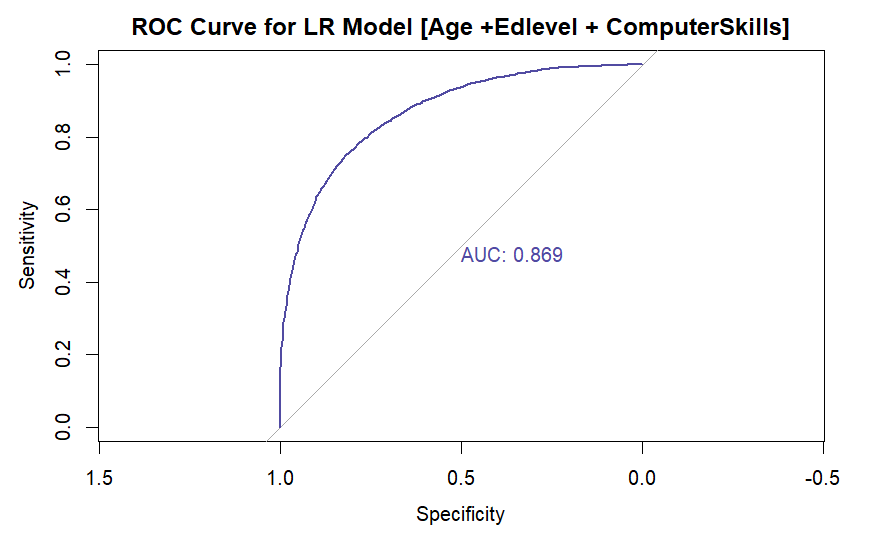 ROC Curve for LR Model [Age +Edlevel + ComputerSkills]
1.0
0.8
0.6
0.4
0.2
0.0
Sensitivity
AUC: 0.869
1.5 1.0 0.5 0.0 -0.5
Specificity